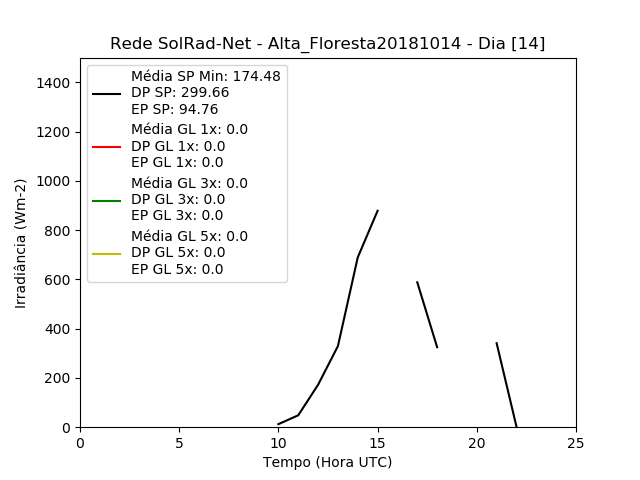 Rede SolRad-Net - Alta_Floresta20181014 - Dia [14]
Média SP Min: 174.48
DP SP: 299.66
EP SP: 94.76
Média GL 1x: 0.0
DP GL 1x: 0.0
EP GL 1x: 0.0
Média GL 3x: 0.0
DP GL 3x: 0.0
EP GL 3x: 0.0
Média GL 5x: 0.0
DP GL 5x: 0.0
EP GL 5x: 0.0
Irradiância (Wm-2)
1400
1200
1000
800
600
400
200
0
0 5 10 15 20 25
Tempo (Hora UTC)